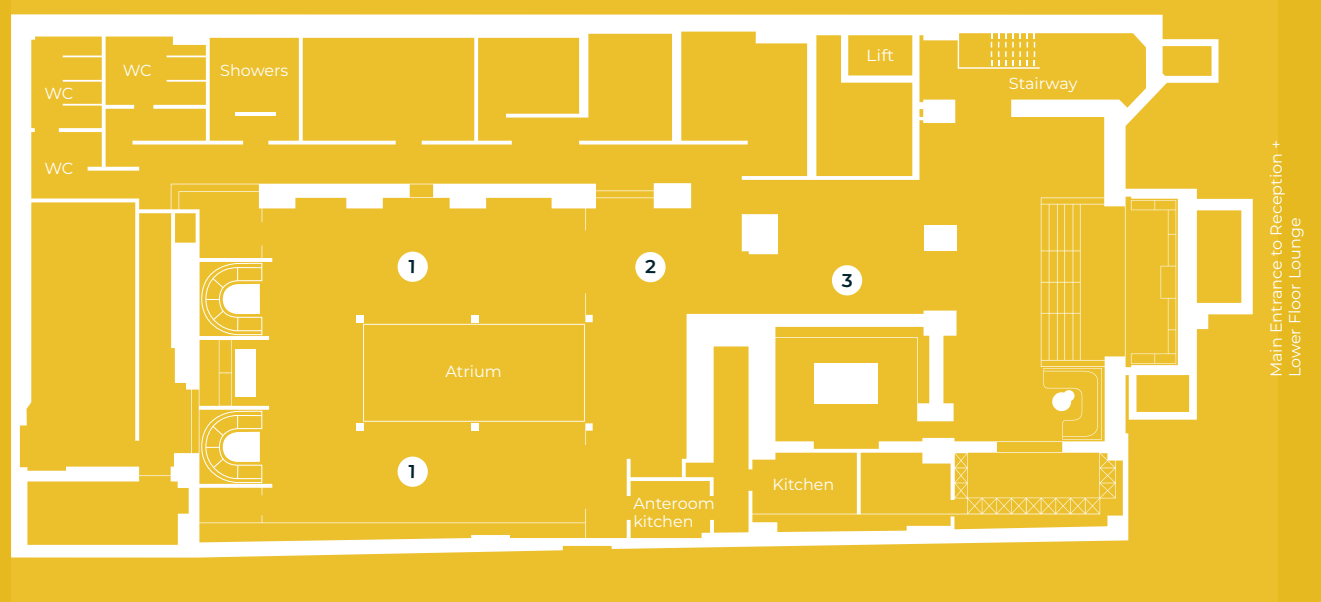 Lift
WC
Showers
Stairway
WC
WC
1
2
3
Main Entrance to Reception +
Lower Floor Lounge
Atrium
1
Kitchen
Anteroom
kitchen